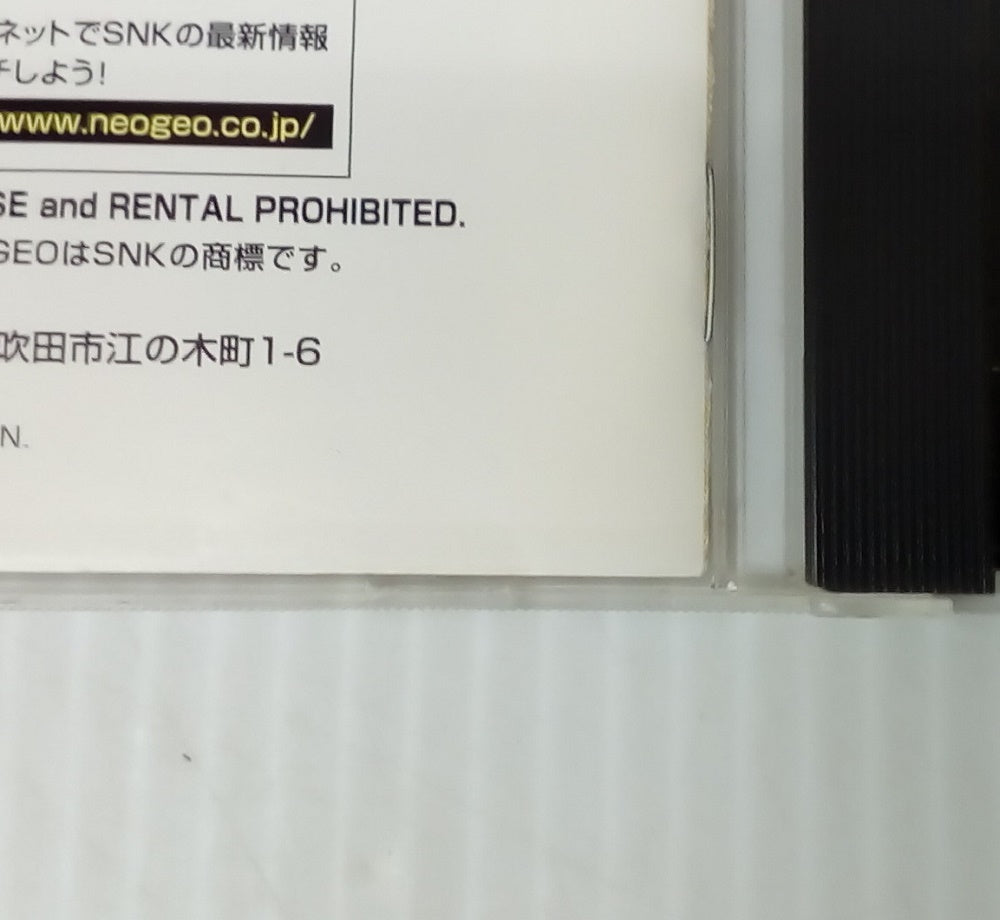 ネットでSNKの最新情報
チしよう!
www.neogeo.co.jp/
SE and RENTAL PROHIBITED.
GEOはSNKの商標です。
吹田市江の木町1-6
N.